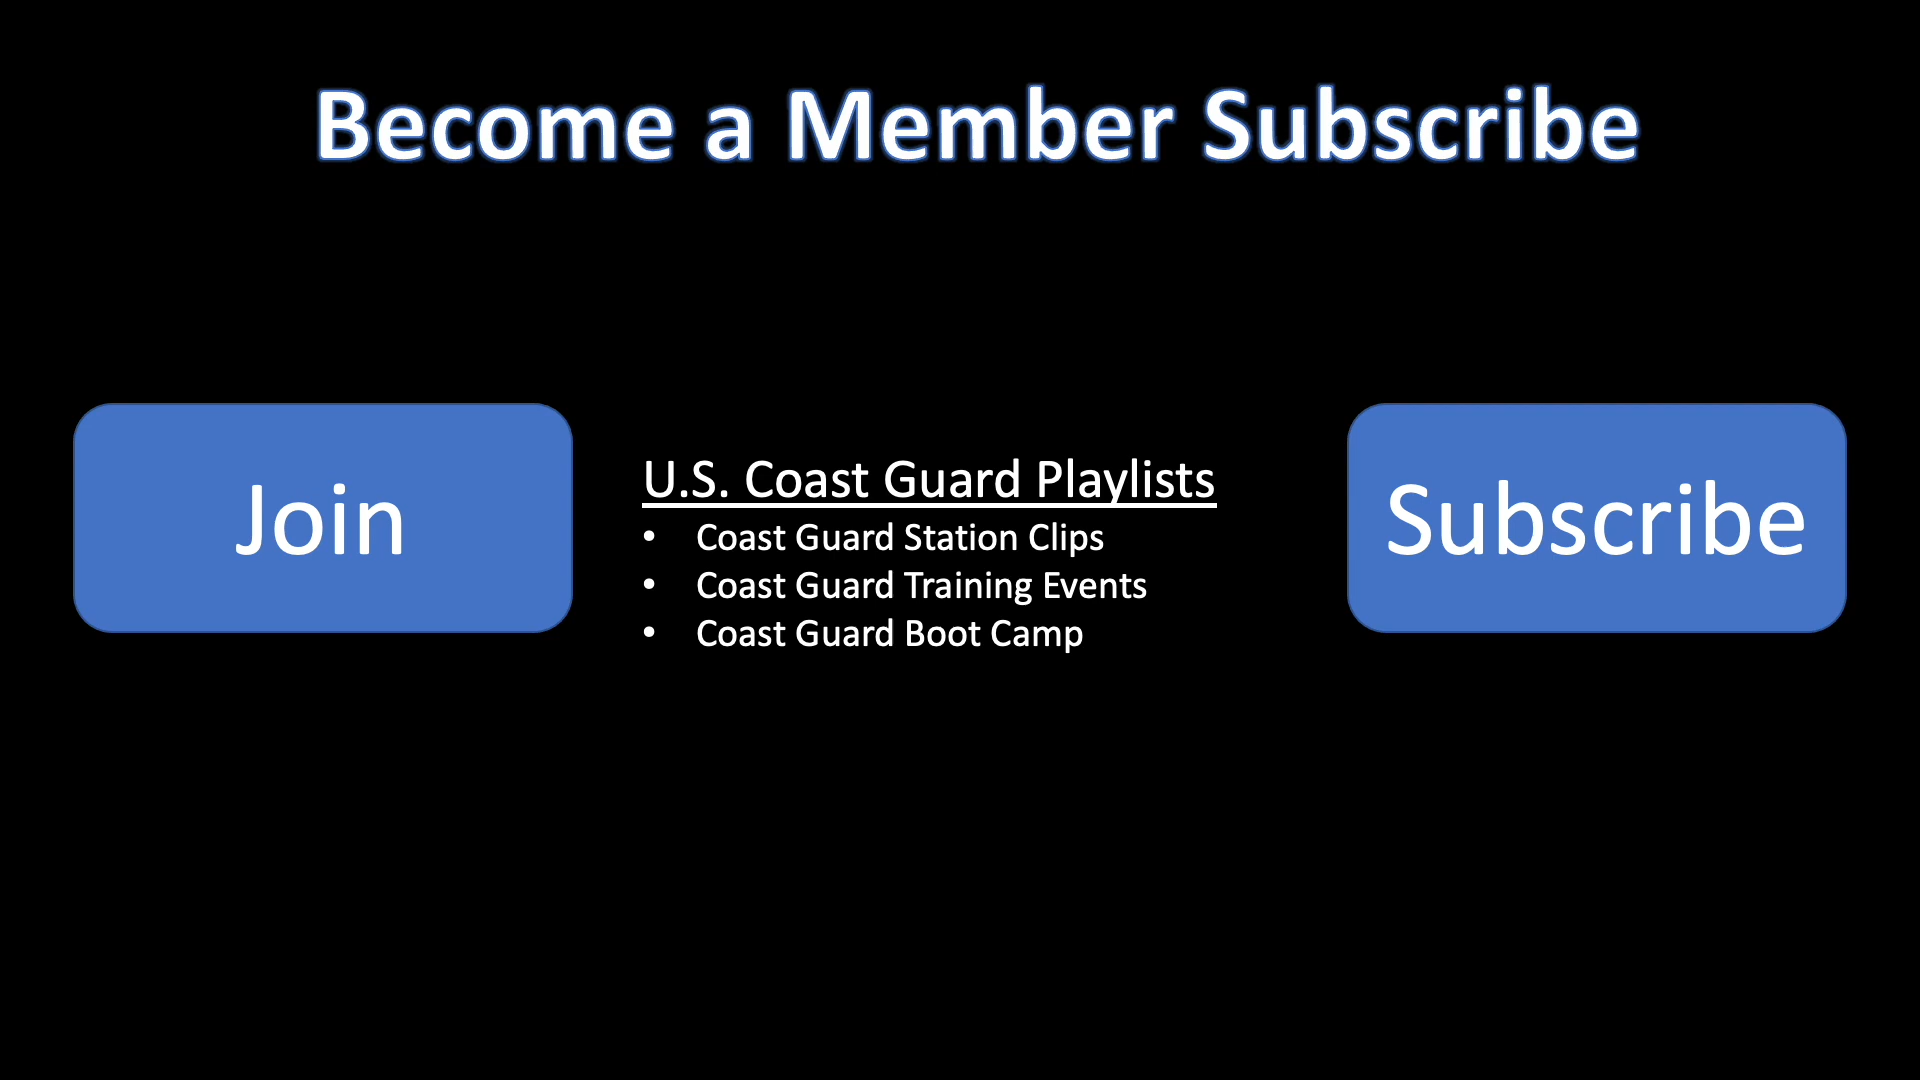 Become a Member Subscribe
Join
U.S. Coast Guard Playlists
• Coast Guard Station Clips
• Coast Guard Training Events
• Coast Guard Boot Camp
Subscribe